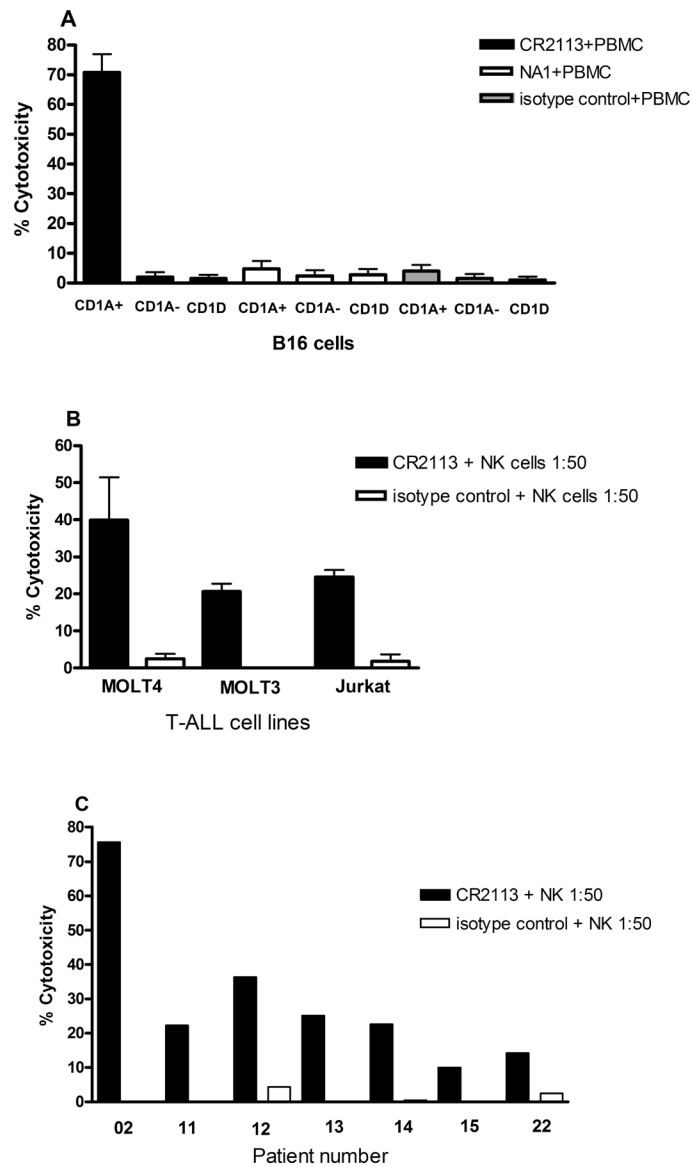 A
% Cytotoxicity
80
70
60
50
40
30
20
10
0
CR2113+PBMC
NA1+PBMC
isotype control+PBMC
CD1A+ CD1A- CD1D CD1A+ CD1A- CD1D CD1A+ CD1A- CD1D
B16 cells
B
% Cytotoxicity
60
50
40
30
20
10
0
CR2113 + NK cells 1:50
isotype control + NK cells 1:50
MOLT4 MOLT3 Jurkat
T-ALL cell lines
C
% Cytotoxicity
80
70
60
50
40
30
20
10
0
CR2113 + NK 1:50
isotype control + NK 1:50
02 11 12 13 14 15 22
Patient number